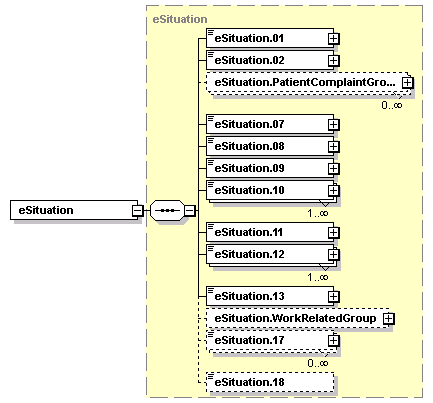 eSituation
eSituation.01
eSituation.02
eSituation.PatientComplaintGro...
0..∞
eSituation.07
eSituation.08
eSituation.09
eSituation.10
1..∞
eSituation
eSituation.11
eSituation.12
1..∞
eSituation.13
eSituation.WorkRelatedGroup
eSituation.17
0..∞
eSituation.18